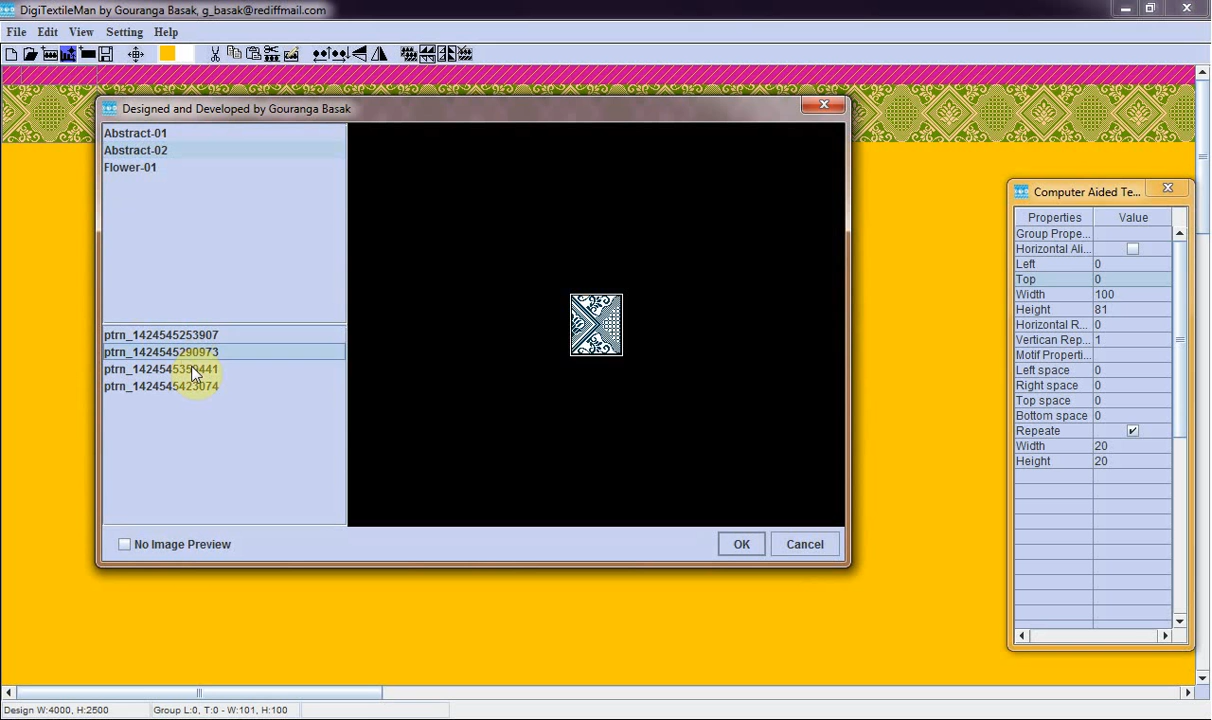 DigiTextileMan by Gouranga Basak, g_basak@rediffmail.com
File Edit View Setting Help
Designed and Developed by Gouranga Basak
Abstract-01
Abstract-02
Flower-01
ptrn_1424545253907
ptrn_1424545290973
ptrn_1424545423074
No Image Preview
OK Cancel
Computer Aided Te...
Properties Value
Group Prope...
Horizontal Ali...
Left 0
Top 0
Width 100
Height 81
Horizontal R... 0
Vertican Rep... 1
Motif Properti...
Left space 0
Right space 0
Top space 0
Bottom space 0
Repeate
Width 20
Height 20
Design W:4000, H:2500 Group L:0, T:0 - W:101, H:100